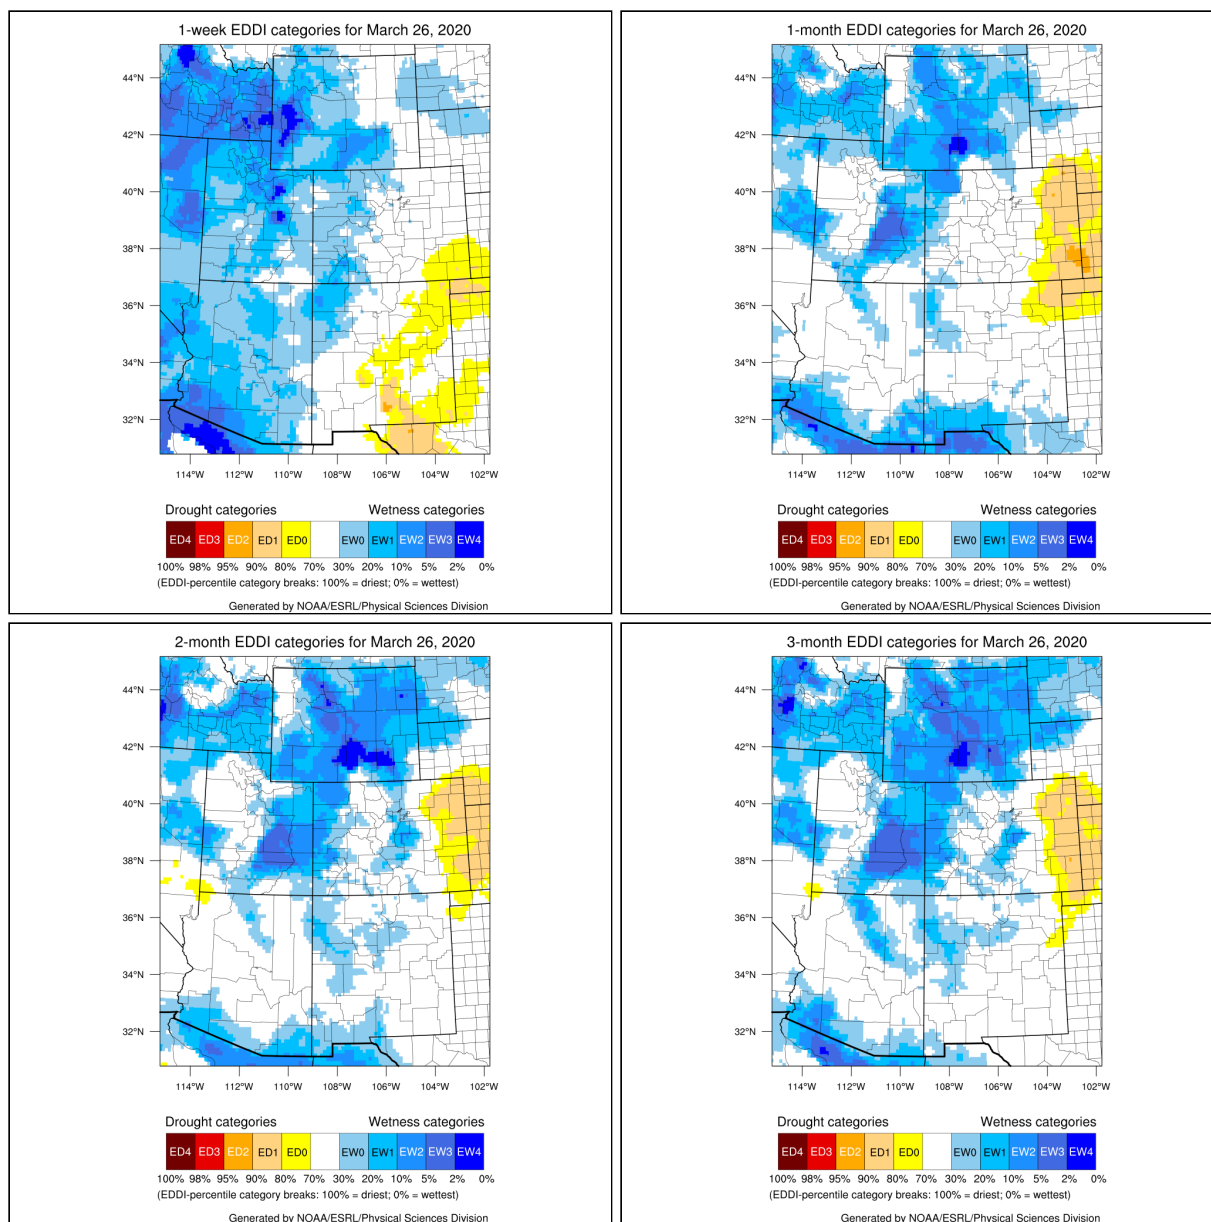 1-week EDDI categories for March 26, 2020
44°N
42°N
40°N
38°N
36°N
34°N
32°N
114°W 112°W 110°W 108°W 106°W 104°W 102°W
Drought categories Wetness categories
ED4 ED3 ED2 ED1 ED0 EW0 EW1 EW2 EW3 EW4
100% 98% 95% 90% 80% 70% 30% 20% 10% 5% 2% 0%
(EDDI-percentile category breaks: 100% = driest; 0% = wettest)
Generated by NOAA/ESRL/Physical Sciences Division
1-month EDDI categories for March 26, 2020
44°N
42°N
40°N
38°N
36°N
34°N
32°N
114°W 112°W 110°W 108°W 106°W 104°W 102°W
Drought categories Wetness categories
ED4 ED3 ED2 ED1 ED0 EW0 EW1 EW2 EW3 EW4
100% 98% 95% 90% 80% 70% 30% 20% 10% 5% 2% 0%
(EDDI-percentile category breaks: 100% = driest; 0% = wettest)
Generated by NOAA/ESRL/Physical Sciences Division
2-month EDDI categories for March 26, 2020
44°N
42°N
40°N
38°N
36°N
34°N
32°N
114°W 112°W 110°W 108°W 106°W 104°W 102°W
Drought categories Wetness categories
ED4 ED3 ED2 ED1 ED0 EW0 EW1 EW2 EW3 EW4
100% 98% 95% 90% 80% 70% 30% 20% 10% 5% 2% 0%
(EDDI-percentile category breaks: 100% = driest; 0% = wettest)
Generated by NOAA/ESRL/Physical Sciences Division
3-month EDDI categories for March 26, 2020
44°N
42°N
40°N
38°N
36°N
34°N
32°N
114°W 112°W 110°W 108°W 106°W 104°W 102°W
Drought categories Wetness categories
ED4 ED3 ED2 ED1 ED0 EW0 EW1 EW2 EW3 EW4
100% 98% 95% 90% 80% 70% 30% 20% 10% 5% 2% 0%
(EDDI-percentile category breaks: 100% = driest; 0% = wettest)
Generated by NOAA/ESRL/Physical Sciences Division